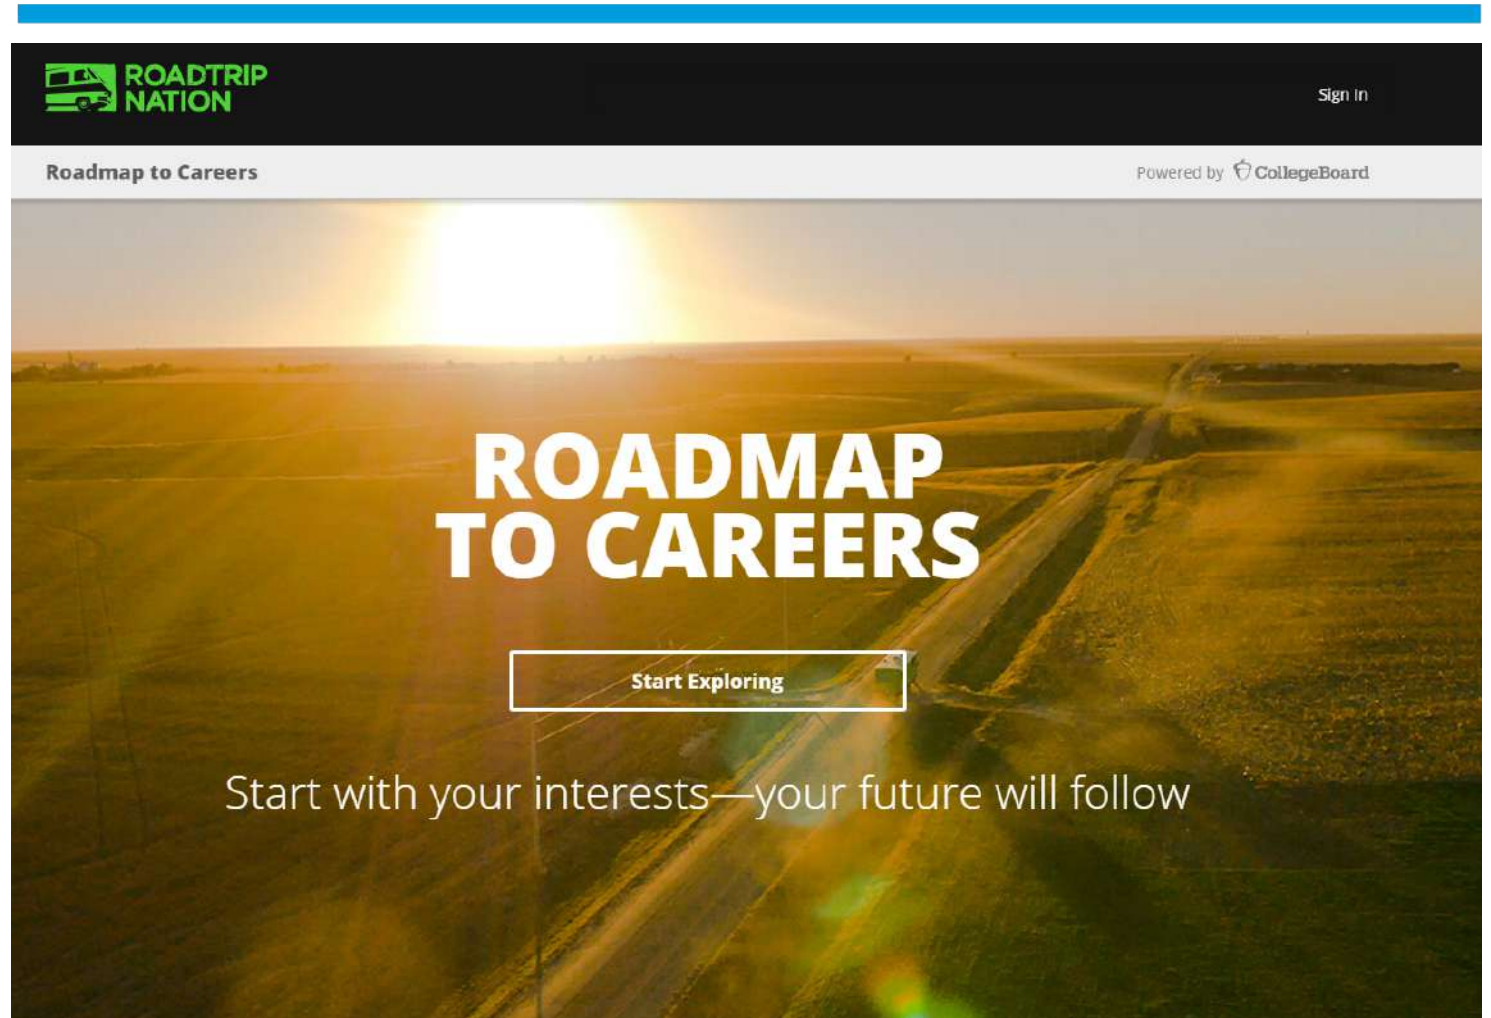 ROADTRIP
NATION
Sign In
Roadmap to Careers
Powered by CollegeBoard
ROADMAP
TO CAREERS
Start Exploring
Start with your interests—your future will follow